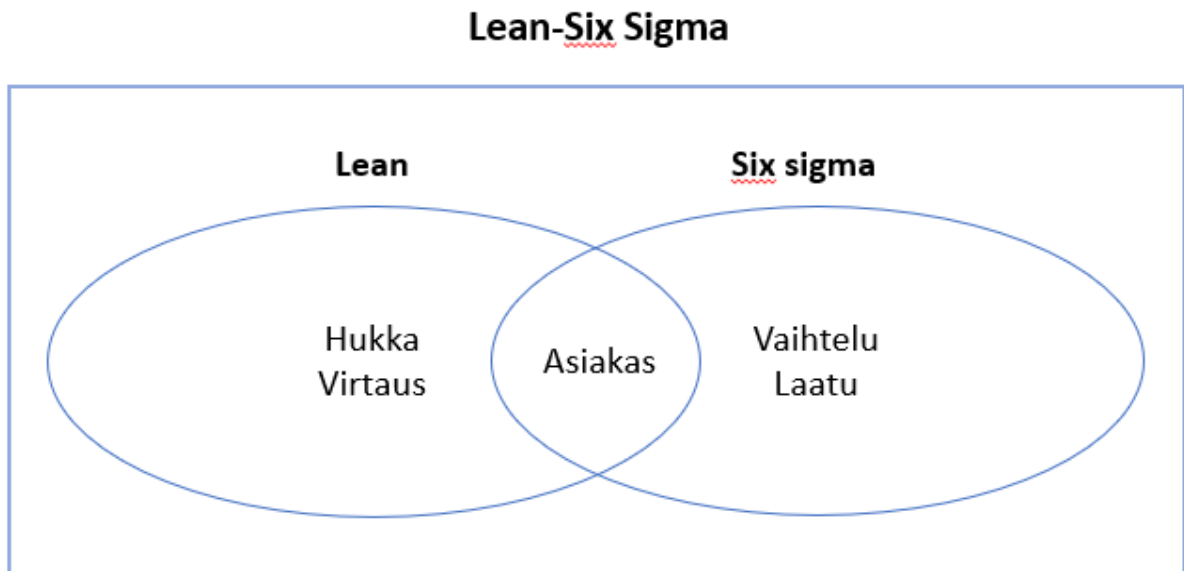 Lean-Six Sigma
Lean
Six sigma
Hukka
Virtaus
Asiakas
Vaihtelu
Laatu